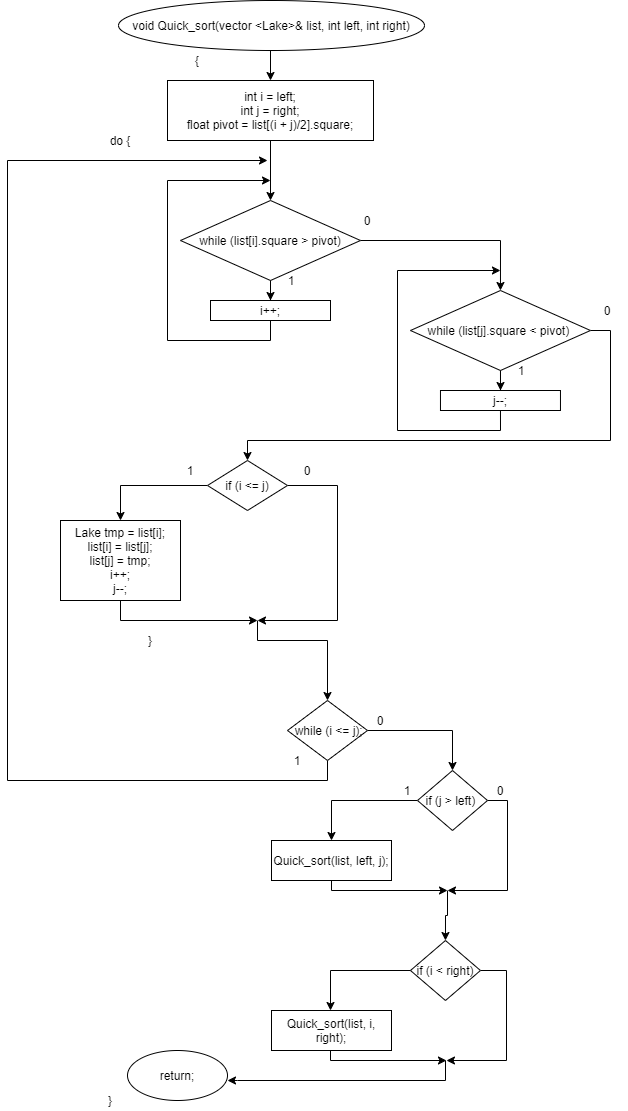 void Quick_sort(vector <Lake>& list, int left, int right)
{
int i = left;
int j = right;
float pivot = list[(i + j)/2].square;
do {
while (list[i].square > pivot)
0
1
i++;
while (list[j].square < pivot)
0
1
j--;
if (i <= j)
1
0
Lake tmp = list[i];
list[i] = list[j];
list[j] = tmp;
i++;
j--;
}
while (i <= j);
0
1
if (j > left)
1
0
Quick_sort(list, left, j);
if (i < right)
Quick_sort(list, i,
right);
return;
}